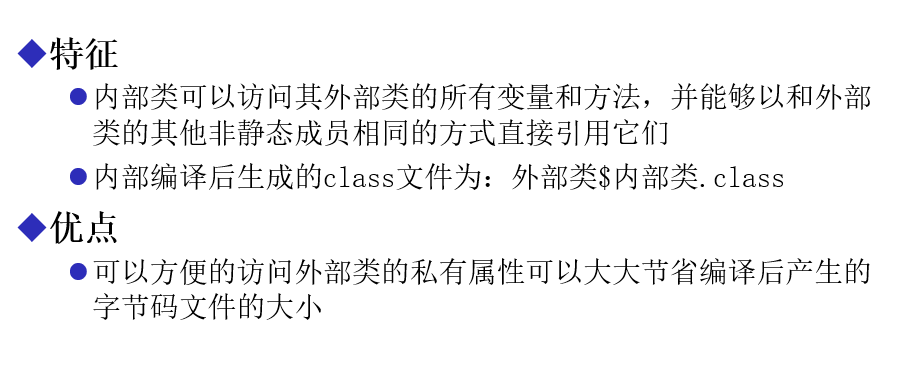 特征
内部类可以访问其外部类的所有变量和方法，并能够以和外部
类的其他非静态成员相同的方式直接引用它们
内部编译后生成的class文件为：外部类$内部类.class
优点
可以方便的访问外部类的私有属性可以大大节省编译后产生的
字节码文件的大小